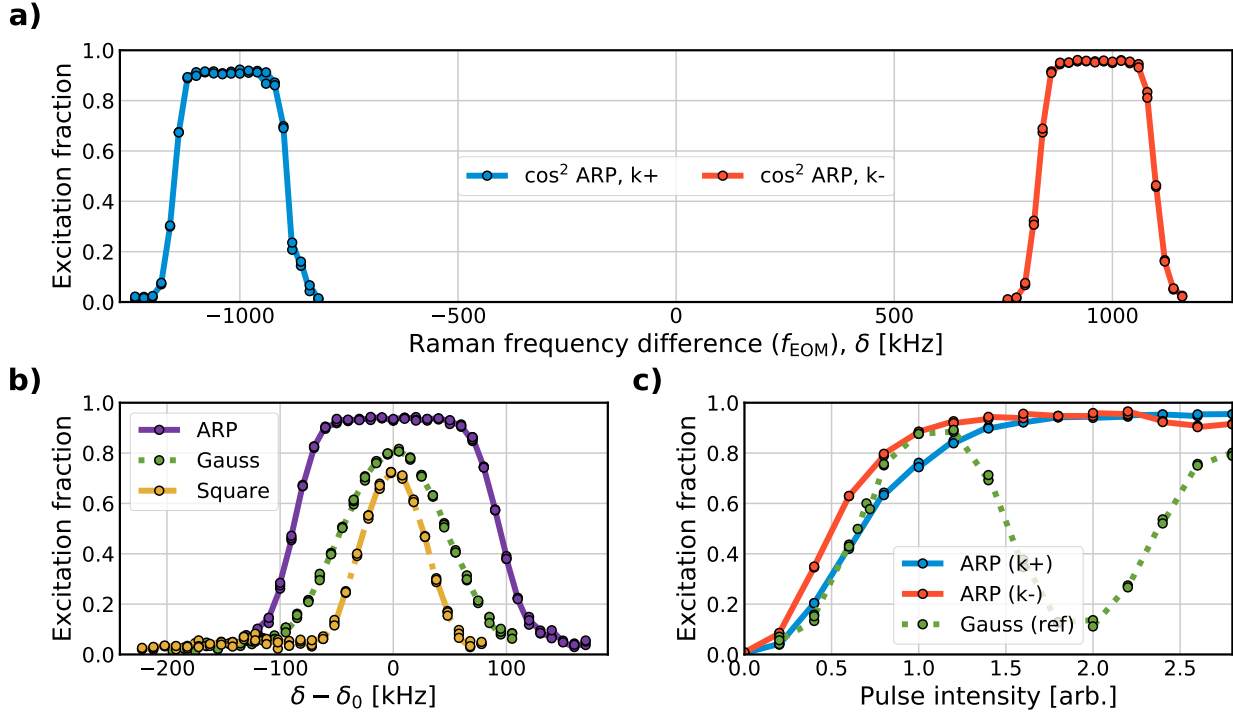 a)
1.0
0.8
0.6
0.4
0.2
0.0
Excitation fraction
cos² ARP, k+
cos² ARP, k-
−1000
−500
0
500
1000
Raman frequency difference (f_EOM), δ [kHz]
b)
1.0
0.8
0.6
0.4
0.2
0.0
Excitation fraction
ARP
Gauss
Square
−200
−100
0
100
δ − δ₀ [kHz]
c)
1.0
0.8
0.6
0.4
0.2
0.0
Excitation fraction
ARP (k+)
ARP (k-)
Gauss (ref)
0.0
0.5
1.0
1.5
2.0
2.5
Pulse intensity [arb.]